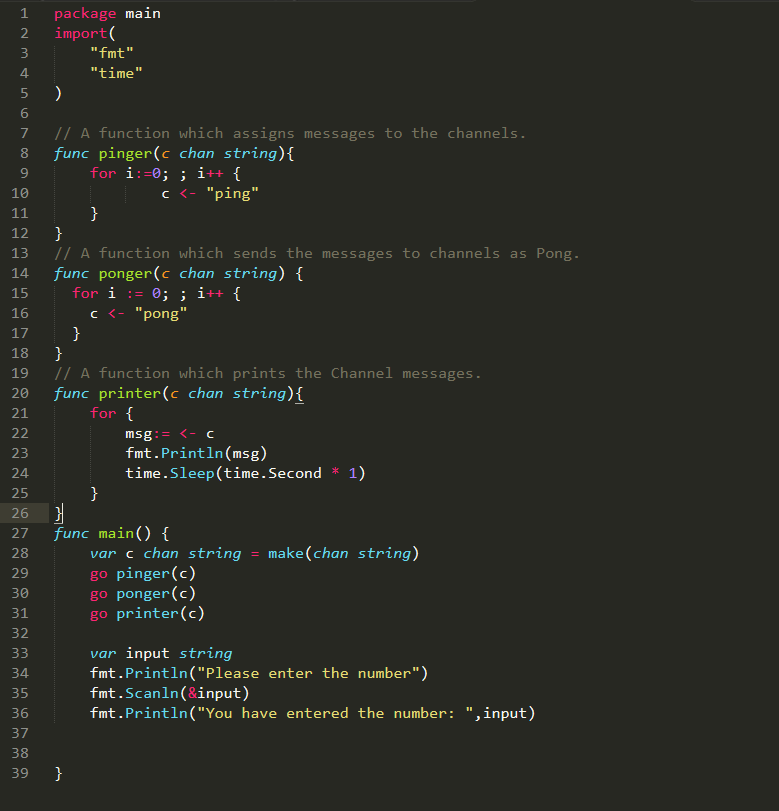 1 package main
2 import(
3     "fmt"
4     "time"
5 )
6
7 // A function which assigns messages to the channels.
8 func pinger(c chan string){
9     for i:=0; ; i++ {
10             c <- "ping"
11     }
12 }
13 // A function which sends the messages to channels as Pong.
14 func ponger(c chan string) {
15   for i := 0; ; i++ {
16     c <- "pong"
17   }
18 }
19 // A function which prints the Channel messages.
20 func printer(c chan string){
21     for {
22         msg:= <- c
23         fmt.Println(msg)
24         time.Sleep(time.Second * 1)
25     }
26 }
27 func main() {
28     var c chan string = make(chan string)
29     go pinger(c)
30     go ponger(c)
31     go printer(c)
32
33     var input string
34     fmt.Println("Please enter the number")
35     fmt.Scanln(&input)
36     fmt.Println("You have entered the number: ",input)
37
38
39 }